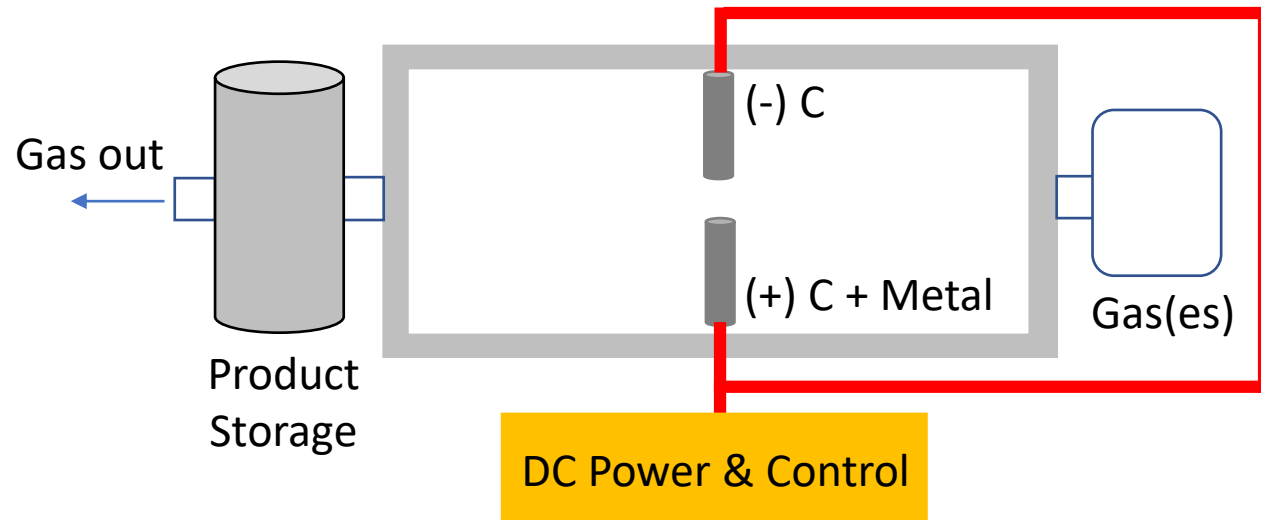 (-) C
Gas out
(+) C + Metal
Gas(es)
Product
Storage
DC Power & Control